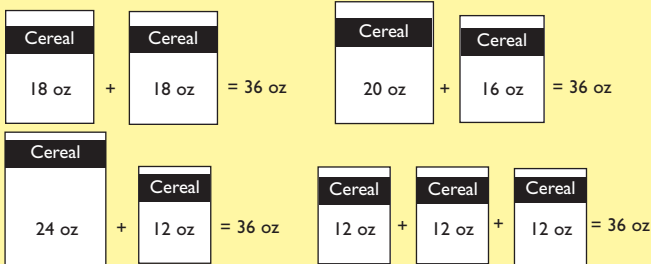 Cereal Cereal
18 oz + 18 oz = 36 oz
Cereal Cereal
20 oz + 16 oz = 36 oz
Cereal Cereal
24 oz + 12 oz = 36 oz
Cereal Cereal Cereal
12 oz + 12 oz + 12 oz = 36 oz